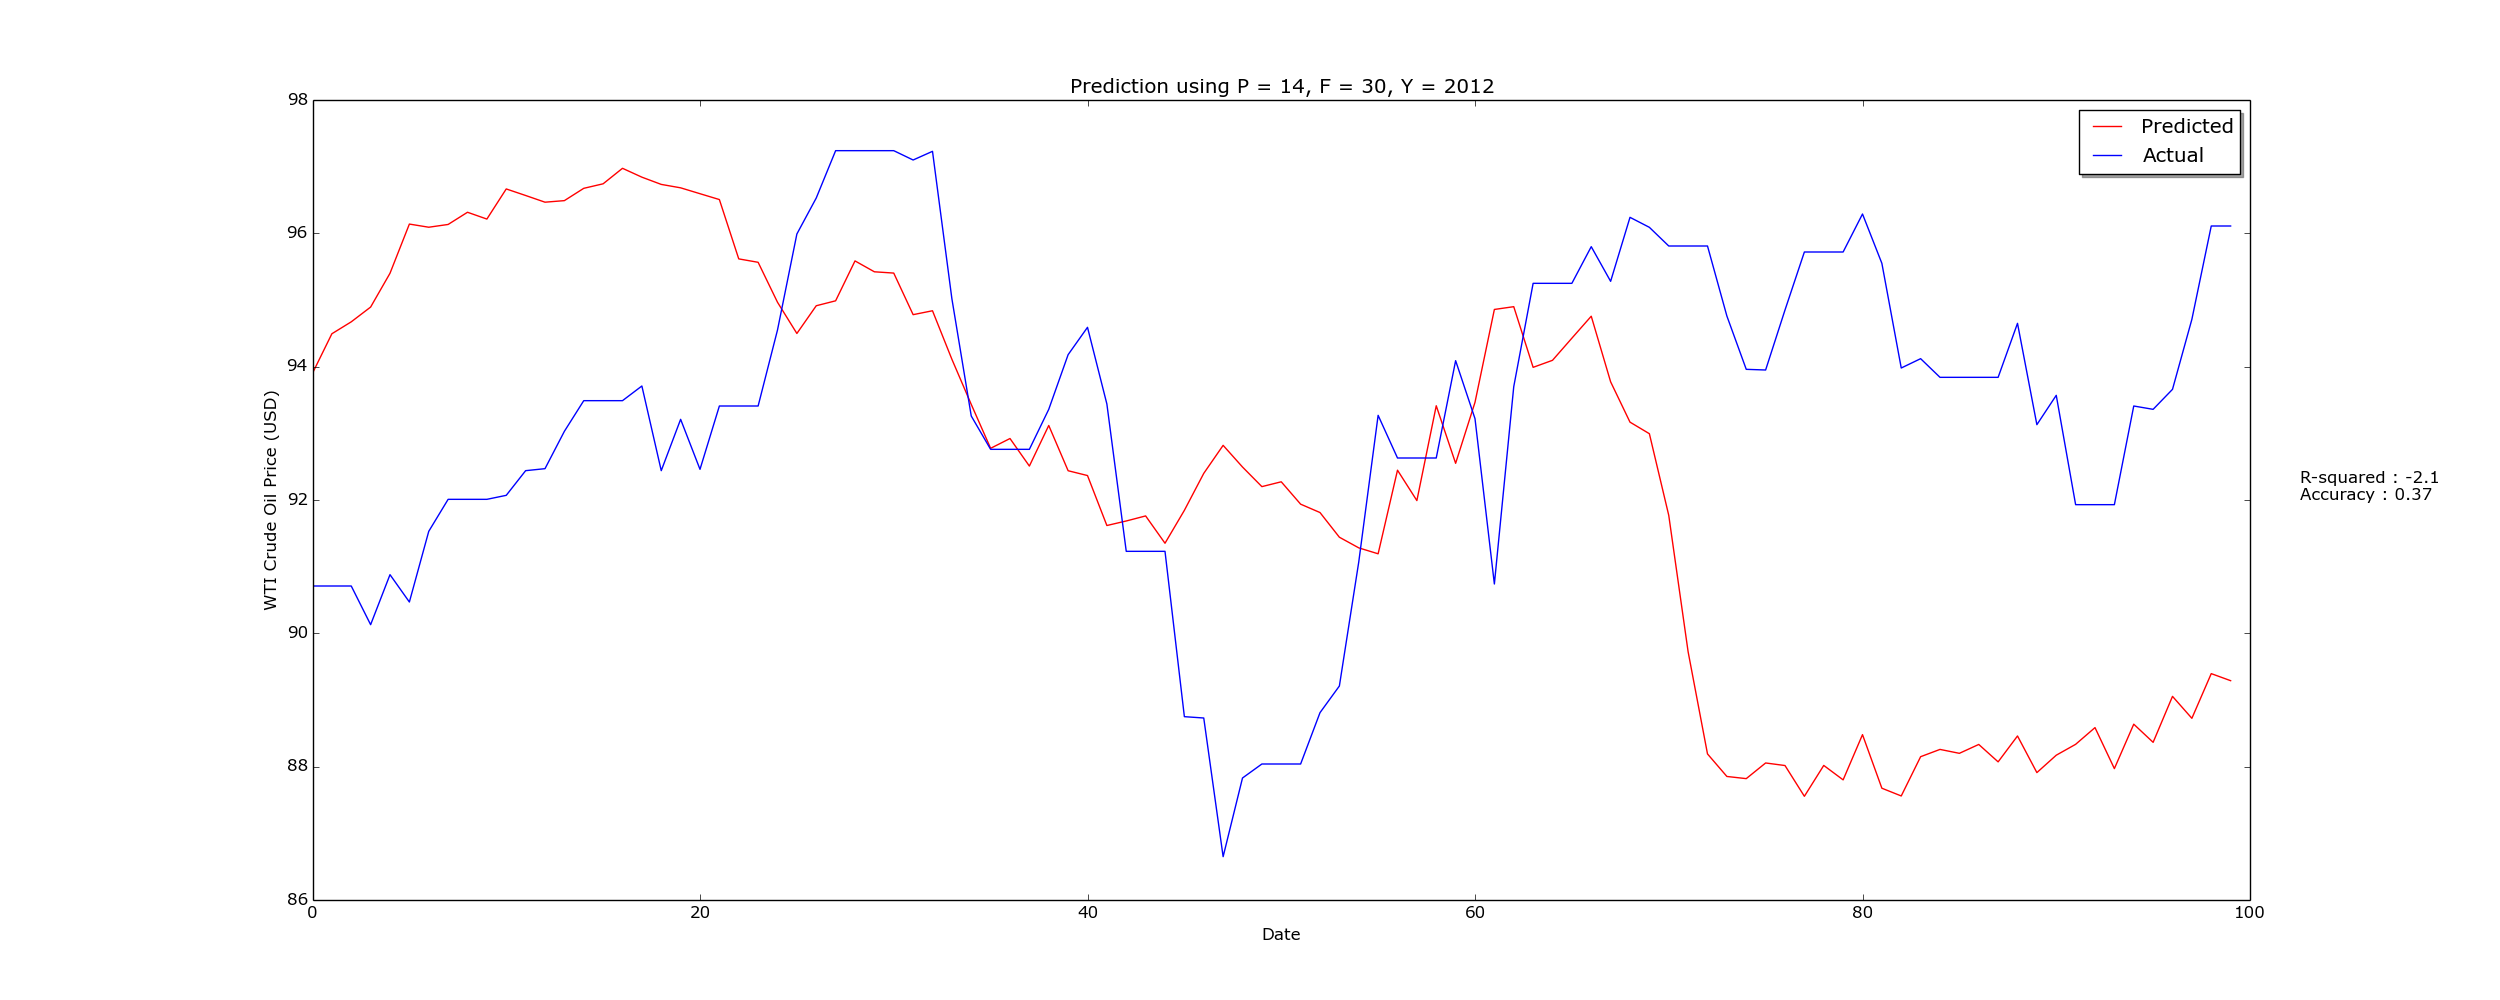 Prediction using P = 14, F = 30, Y = 2012
98
96
94
92
90
88
86
WTI Crude Oil Price (USD)
Predicted
Actual
R-squared : -2.1
Accuracy : 0.37
0
20
40
60
80
100
Date